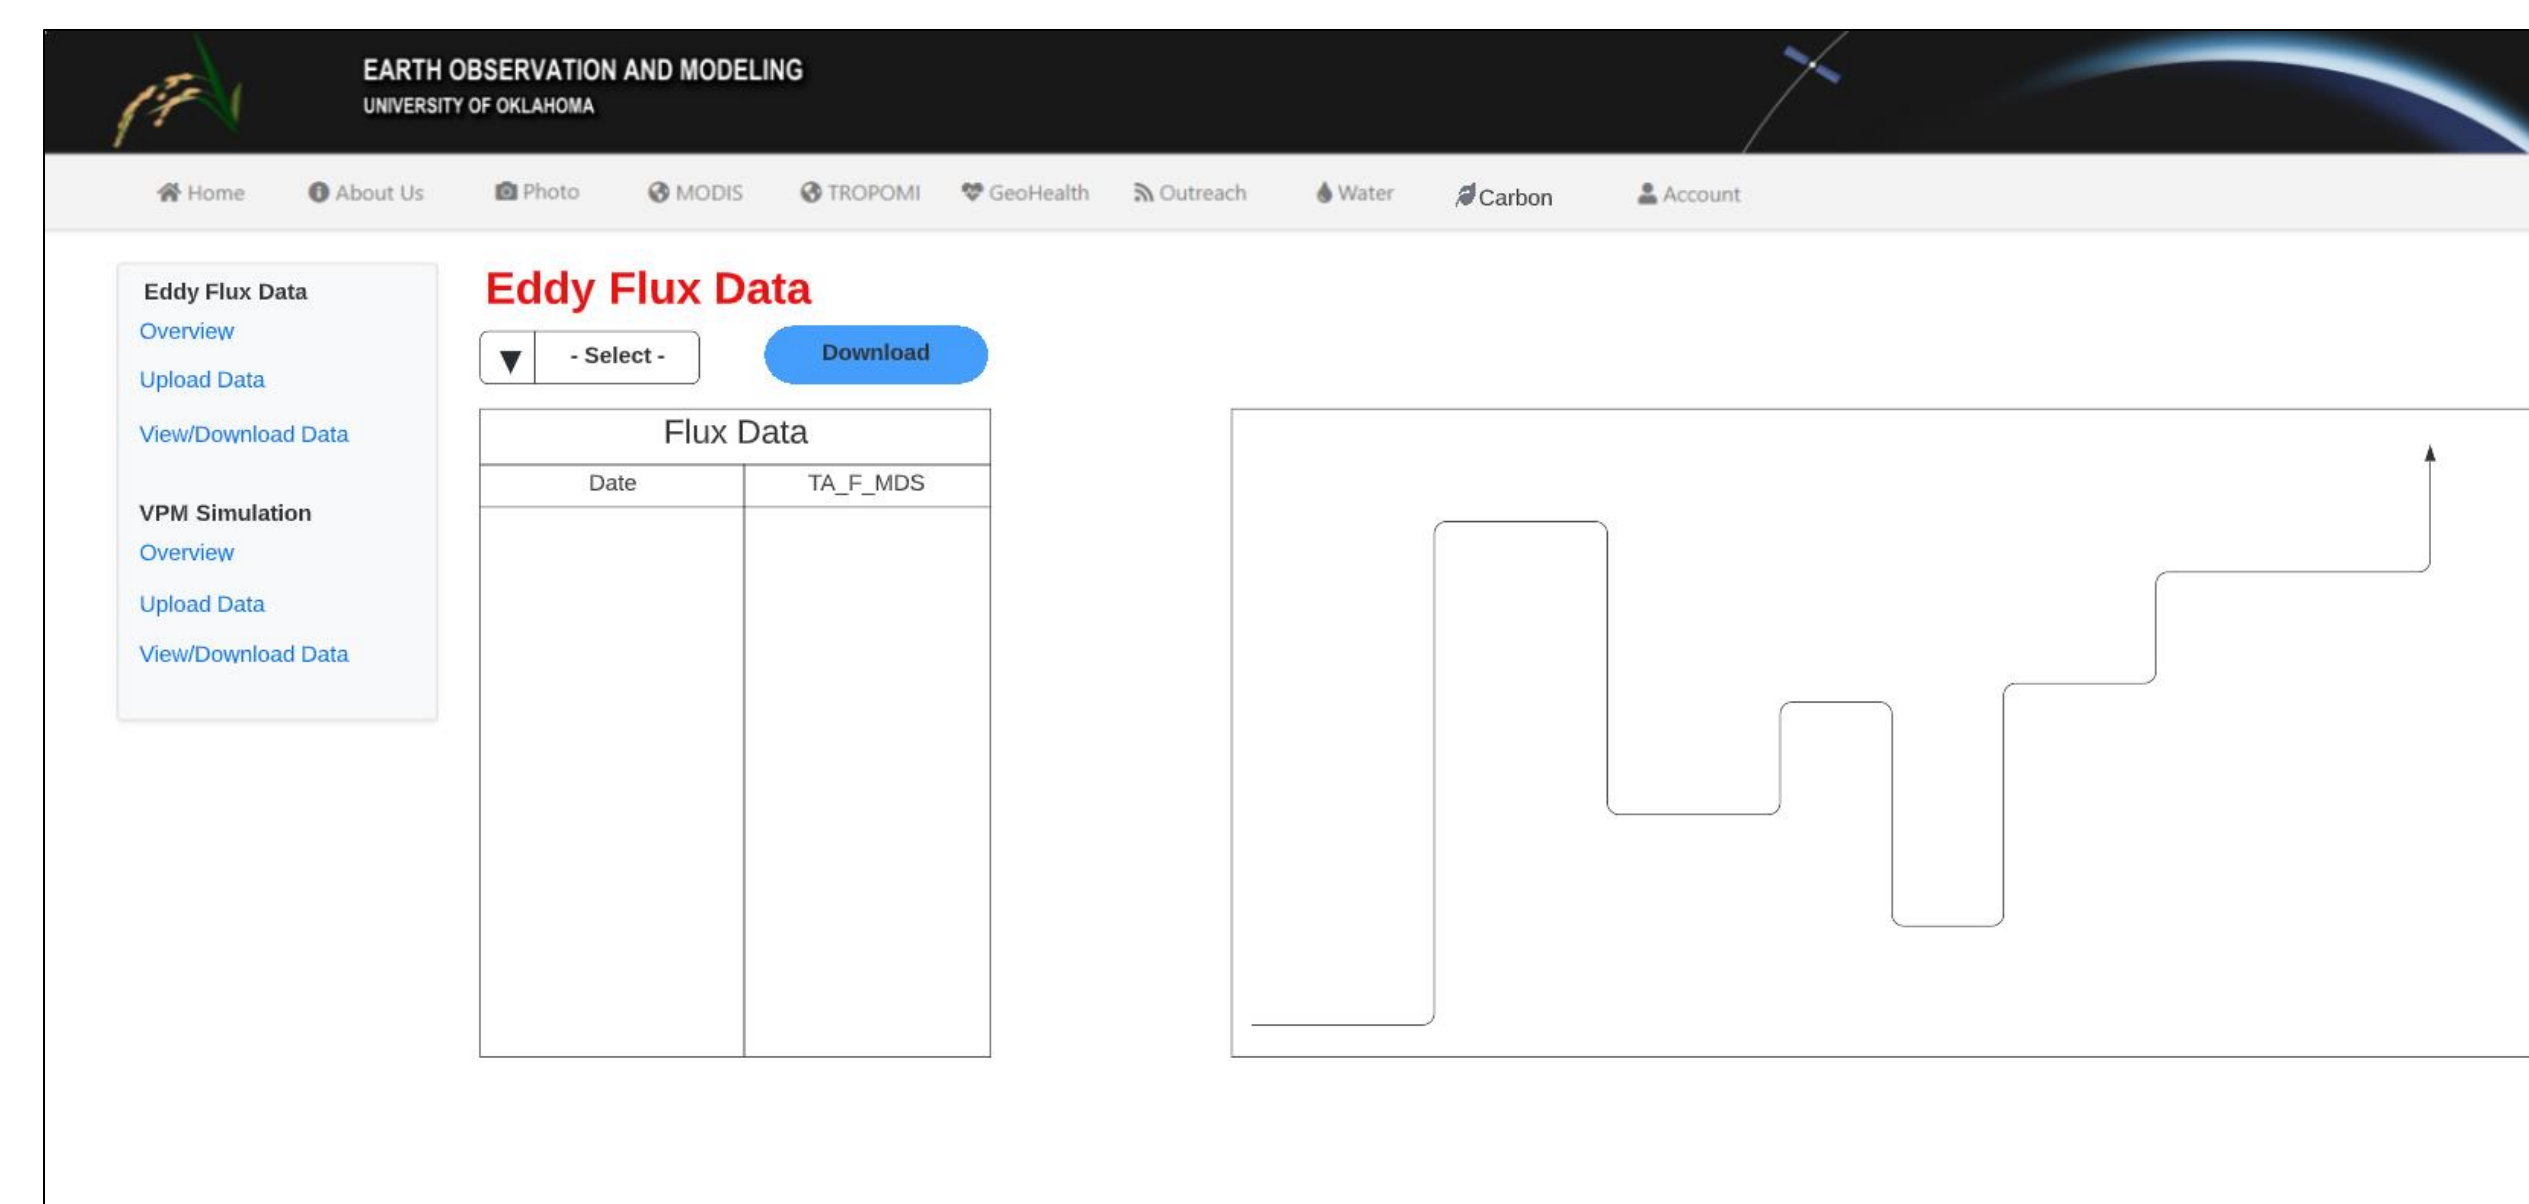 EARTH OBSERVATION AND MODELING
UNIVERSITY OF OKLAHOMA
Home About Us Photo MODIS TROPOMI GeoHealth Outreach Water Carbon Account
Eddy Flux Data
Overview
Upload Data
View/Download Data
VPM Simulation
Overview
Upload Data
View/Download Data
Eddy Flux Data
- Select - Download
Flux Data
Date TA_F_MDS